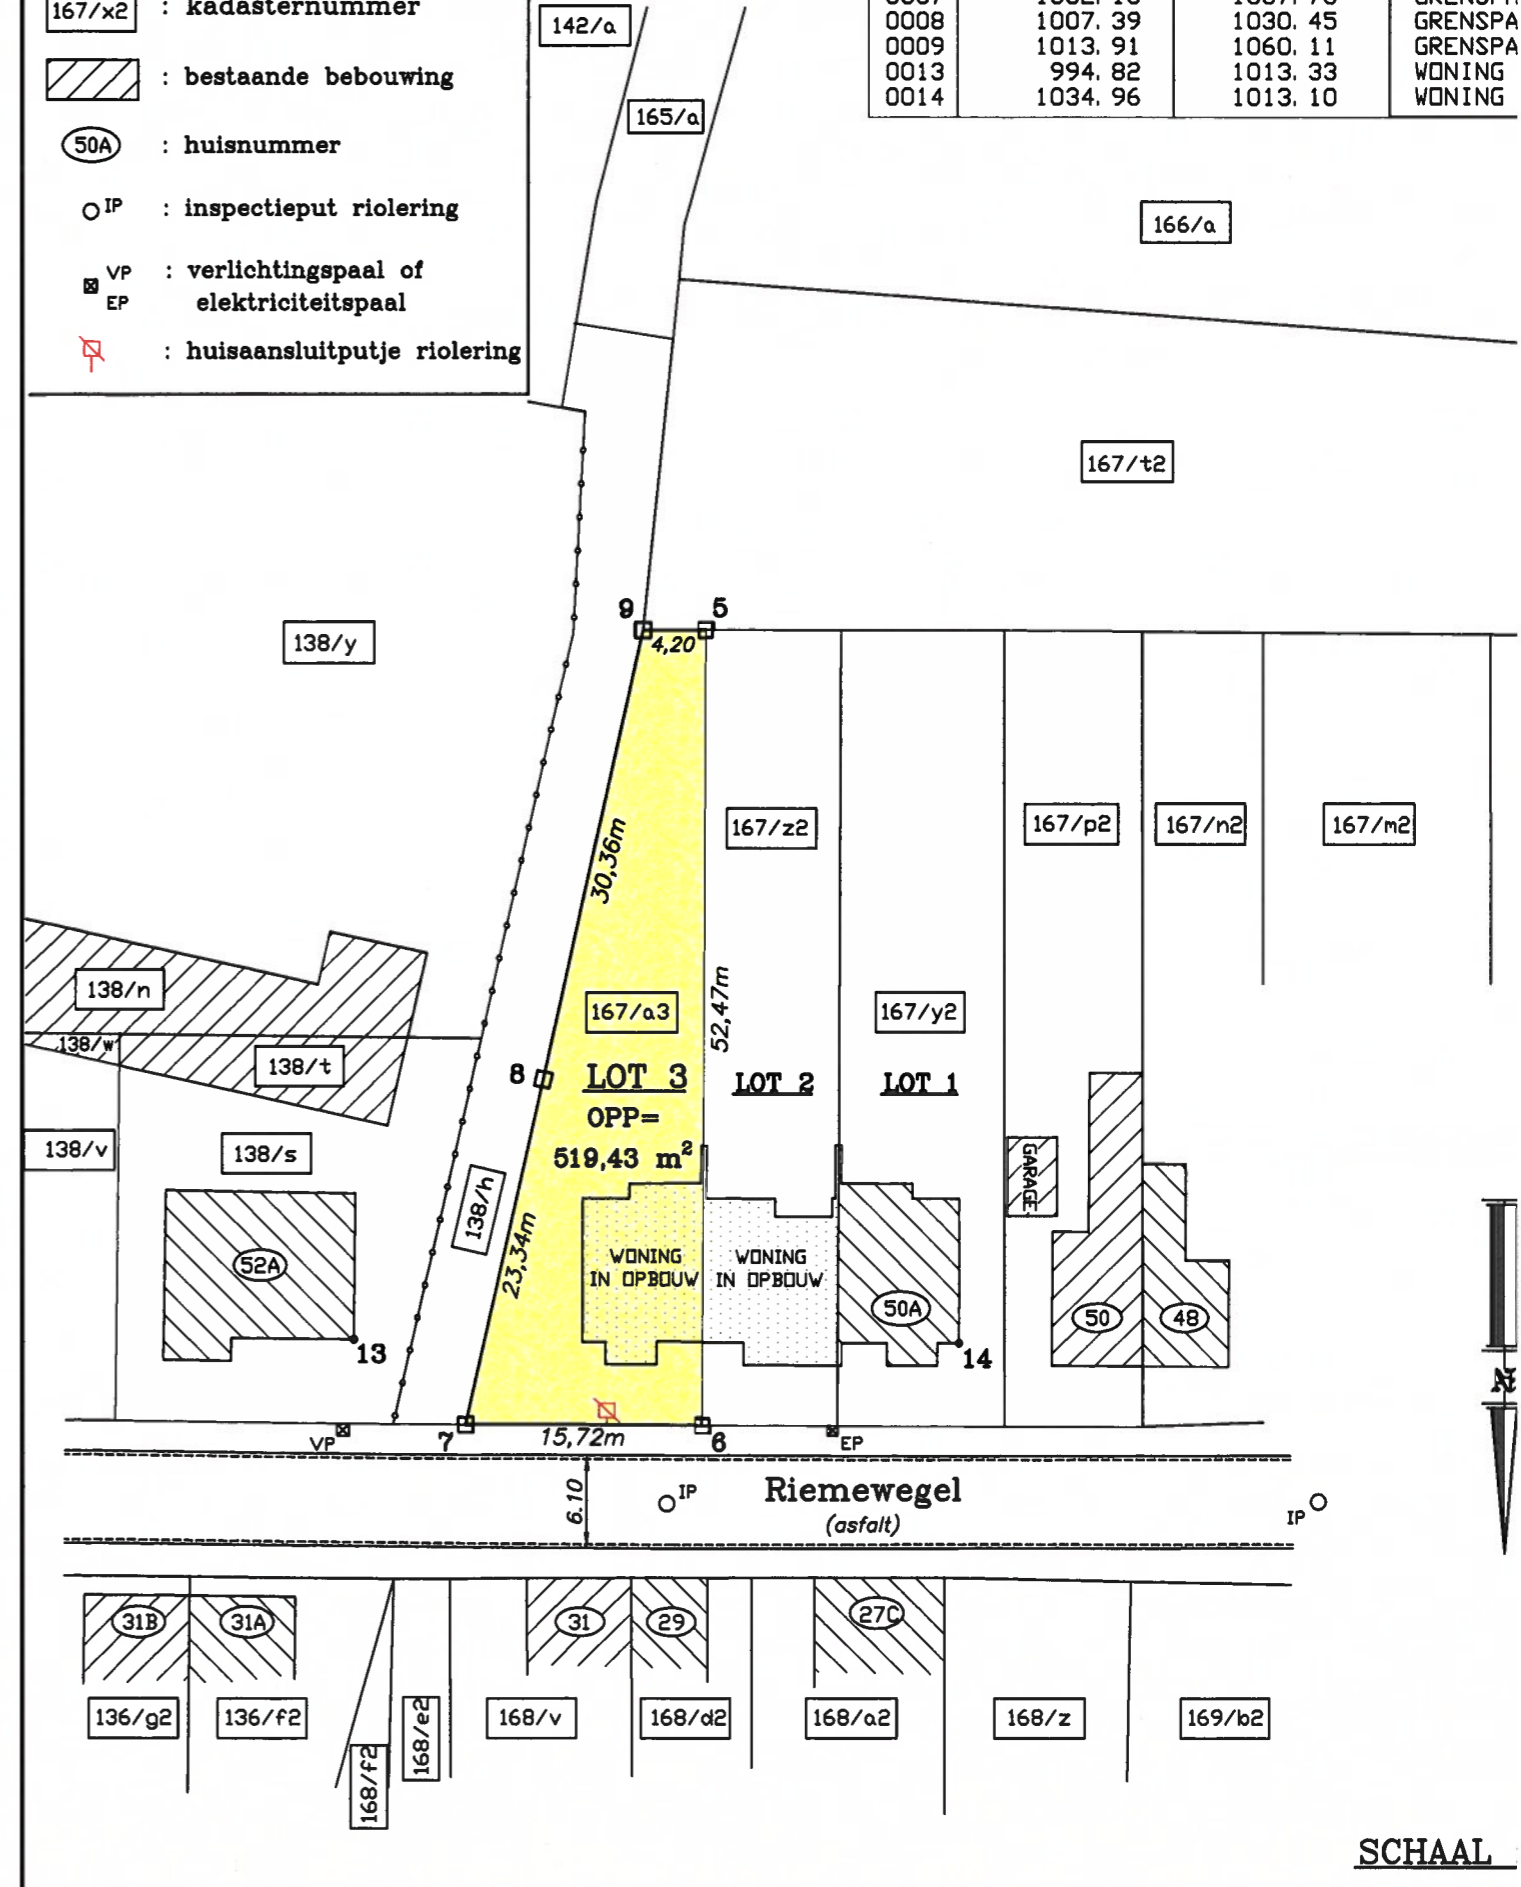 167/x2 : kadasternummer
: bestaande bebouwing
50A : huisnummer
IP : inspectieput riolering
VP : verlichtingspaal of
EP elektriciteitspaal
: huisaansluitputje riolering
0008 1007. 39 1030. 45 GRENSPA
0009 1013. 91 1060. 11 GRENSPA
0013 994. 82 1013. 33 WONING
0014 1034. 96 1013. 10 WONING
142/a
165/a
166/a
167/t2
138/y
9 5
4,20
167/z2
167/p2
167/n2
167/m2
30,36m
138/n
167/a3
52,47m
167/y2
138/w
138/t
8
LOT 3
LOT 2
LOT 1
OPP=
519,43 m²
138/v
138/s
138/h
GARAGE
23,34m
52A
WONING
IN OPBOUW
WONING
IN OPBOUW
50A
50
48
13
14
VP
7
15,72m
6
EP
6.10
IP
Riemewegel
(asfalt)
IP
31B
31A
31
29
27C
136/g2
136/f2
168/f2
168/e2
168/v
168/d2
168/a2
168/z
169/b2
SCHAAL